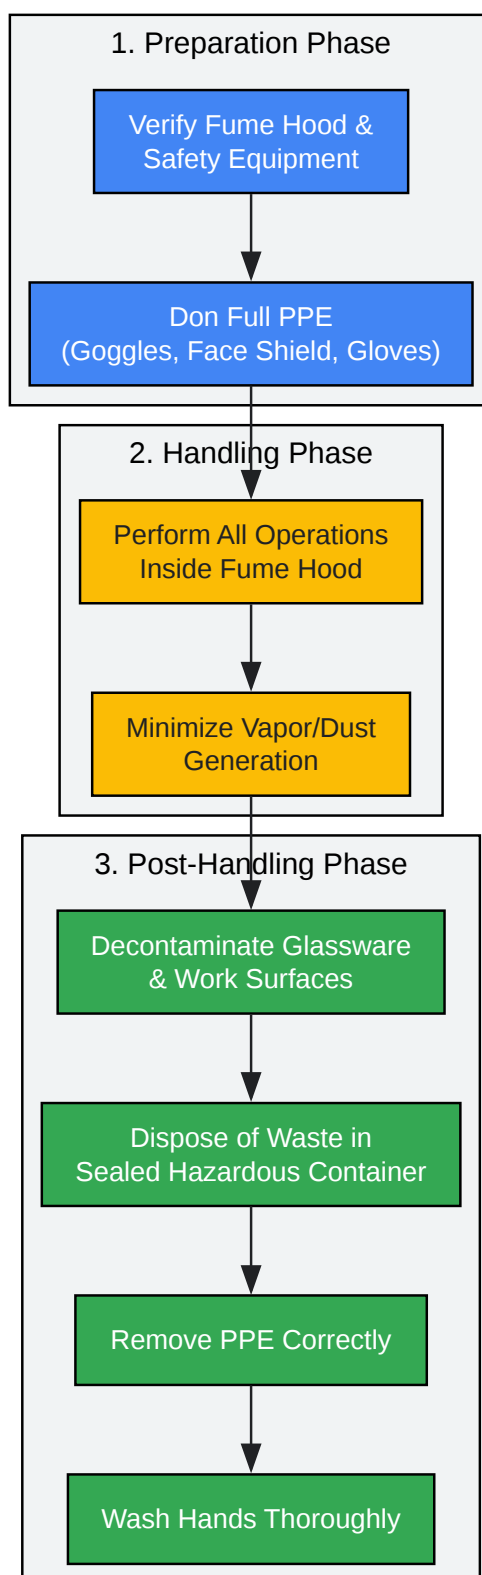 1. Preparation Phase
Verify Fume Hood &
Safety Equipment
Don Full PPE
(Goggles, Face Shield, Gloves)
2. Handling Phase
Perform All Operations
Inside Fume Hood
Minimize Vapor/Dust
Generation
3. Post-Handling Phase
Decontaminate Glassware
& Work Surfaces
Dispose of Waste in
Sealed Hazardous Container
Remove PPE Correctly
Wash Hands Thoroughly